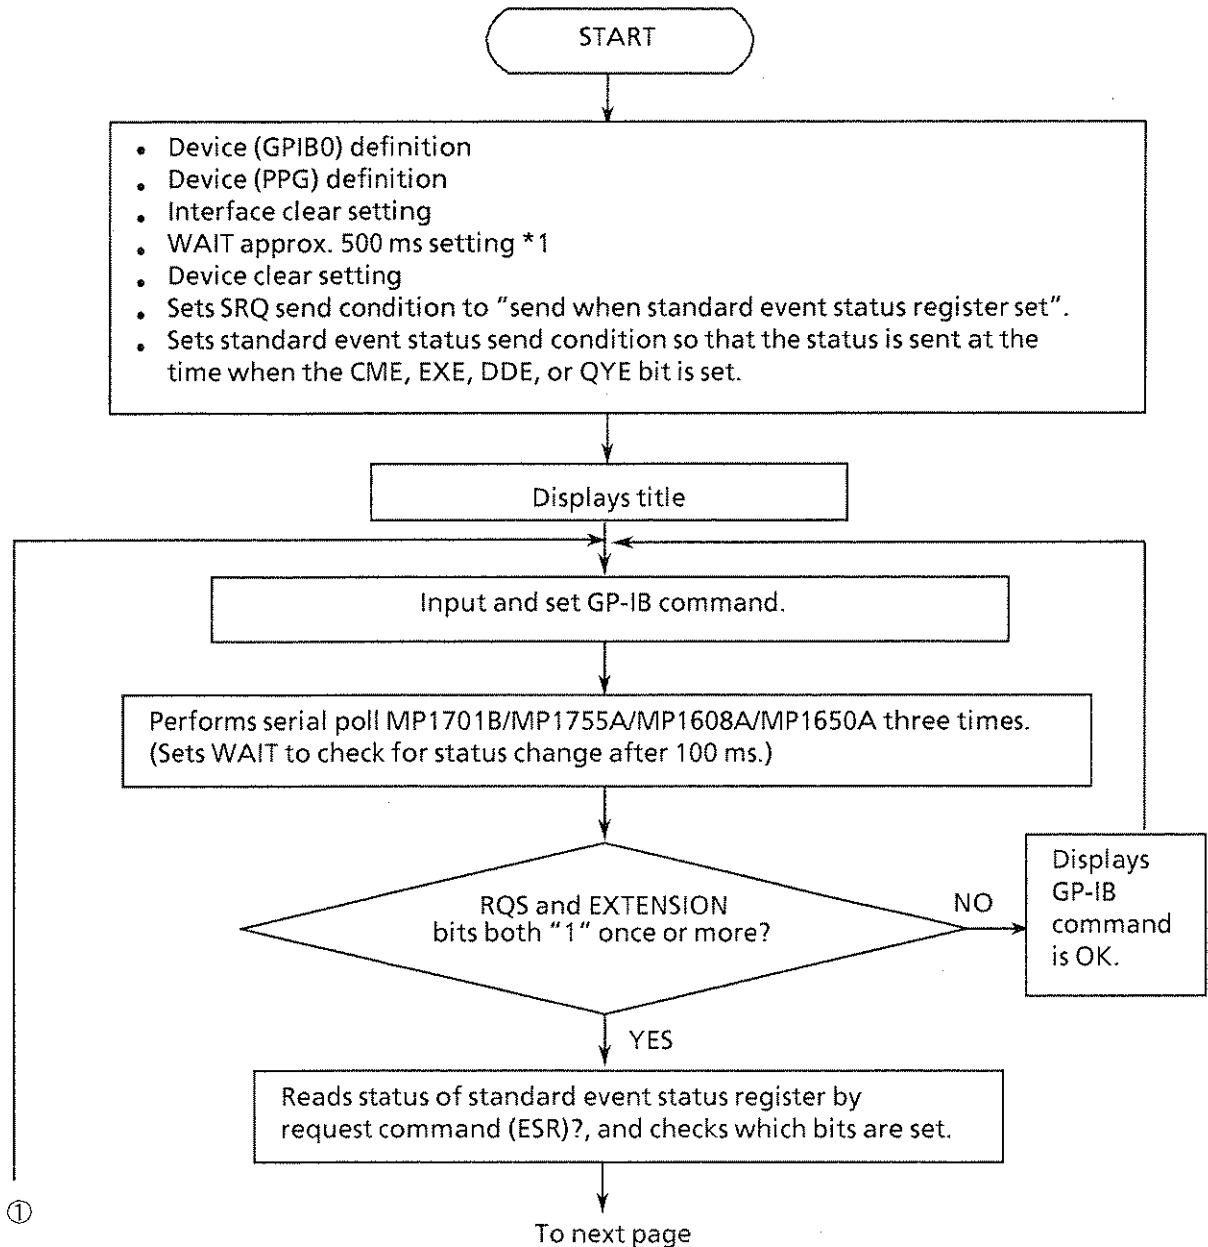 START
• Device (GPIB0) definition
• Device (PPG) definition
• Interface clear setting
• WAIT approx. 500 ms setting *1
• Device clear setting
• Sets SRQ send condition to “send when standard event status register set”.
• Sets standard event status send condition so that the status is sent at the
time when the CME, EXE, DDE, or QYE bit is set.
Displays title
Input and set GP-IB command.
Performs serial poll MP1701B/MP1755A/MP1608A/MP1650A three times.
(Sets WAIT to check for status change after 100 ms.)
RQS and EXTENSION
bits both “1” once or more?
NO
Displays
GP-IB
command
is OK.
YES
Reads status of standard event status register by
request command (ESR)?, and checks which bits are set.
①
To next page